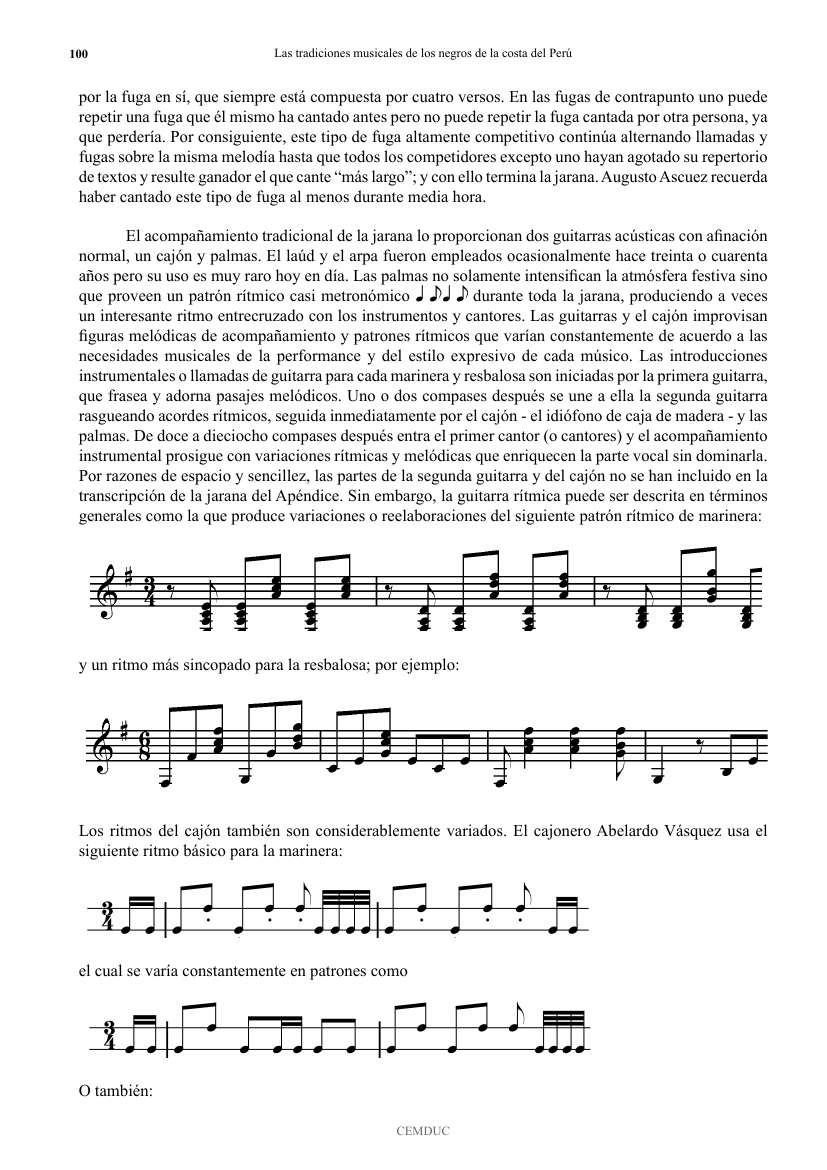 100
Las tradiciones musicales de los negros de la costa del Perú
por la fuga en sí, que siempre está compuesta por cuatro versos. En las fugas de contrapunto uno puede
repetir una fuga que él mismo ha cantado antes pero no puede repetir la fuga cantada por otra persona, ya
que perdería. Por consiguiente, este tipo de fuga altamente competitivo continúa alternando llamadas y
fugas sobre la misma melodía hasta que todos los competidores excepto uno hayan agotado su repertorio
de textos y resulte ganador el que cante “más largo”; y con ello termina la jarana. Augusto Ascuez recuerda
haber cantado este tipo de fuga al menos durante media hora.
El acompañamiento tradicional de la jarana lo proporcionan dos guitarras acústicas con afinación
normal, un cajón y palmas. El laúd y el arpa fueron empleados ocasionalmente hace treinta o cuarenta
años pero su uso es muy raro hoy en día. Las palmas no solamente intensifican la atmósfera festiva sino
que proveen un patrón rítmico casi metronómico ♩ ♪♩ ♪ durante toda la jarana, produciendo a veces
un interesante ritmo entrecruzado con los instrumentos y cantores. Las guitarras y el cajón improvisan
figuras melódicas de acompañamiento y patrones rítmicos que varían constantemente de acuerdo a las
necesidades musicales de la performance y del estilo expresivo de cada músico. Las introducciones
instrumentales o llamadas de guitarra para cada marinera y resbalosa son iniciadas por la primera guitarra,
que frasea y adorna pasajes melódicos. Uno o dos compases después se une a ella la segunda guitarra
rasgueando acordes rítmicos, seguida inmediatamente por el cajón - el idiófono de caja de madera - y las
palmas. De doce a dieciocho compases después entra el primer cantor (o cantores) y el acompañamiento
instrumental prosigue con variaciones rítmicas y melódicas que enriquecen la parte vocal sin dominarla.
Por razones de espacio y sencillez, las partes de la segunda guitarra y del cajón no se han incluido en la
transcripción de la jarana del Apéndice. Sin embargo, la guitarra rítmica puede ser descrita en términos
generales como la que produce variaciones o reelaboraciones del siguiente patrón rítmico de marinera:
3
4
y un ritmo más sincopado para la resbalosa; por ejemplo:
6
8
Los ritmos del cajón también son considerablemente variados. El cajonero Abelardo Vásquez usa el
siguiente ritmo básico para la marinera:
3
4
el cual se varía constantemente en patrones como
3
4
O también:
CEMDUC